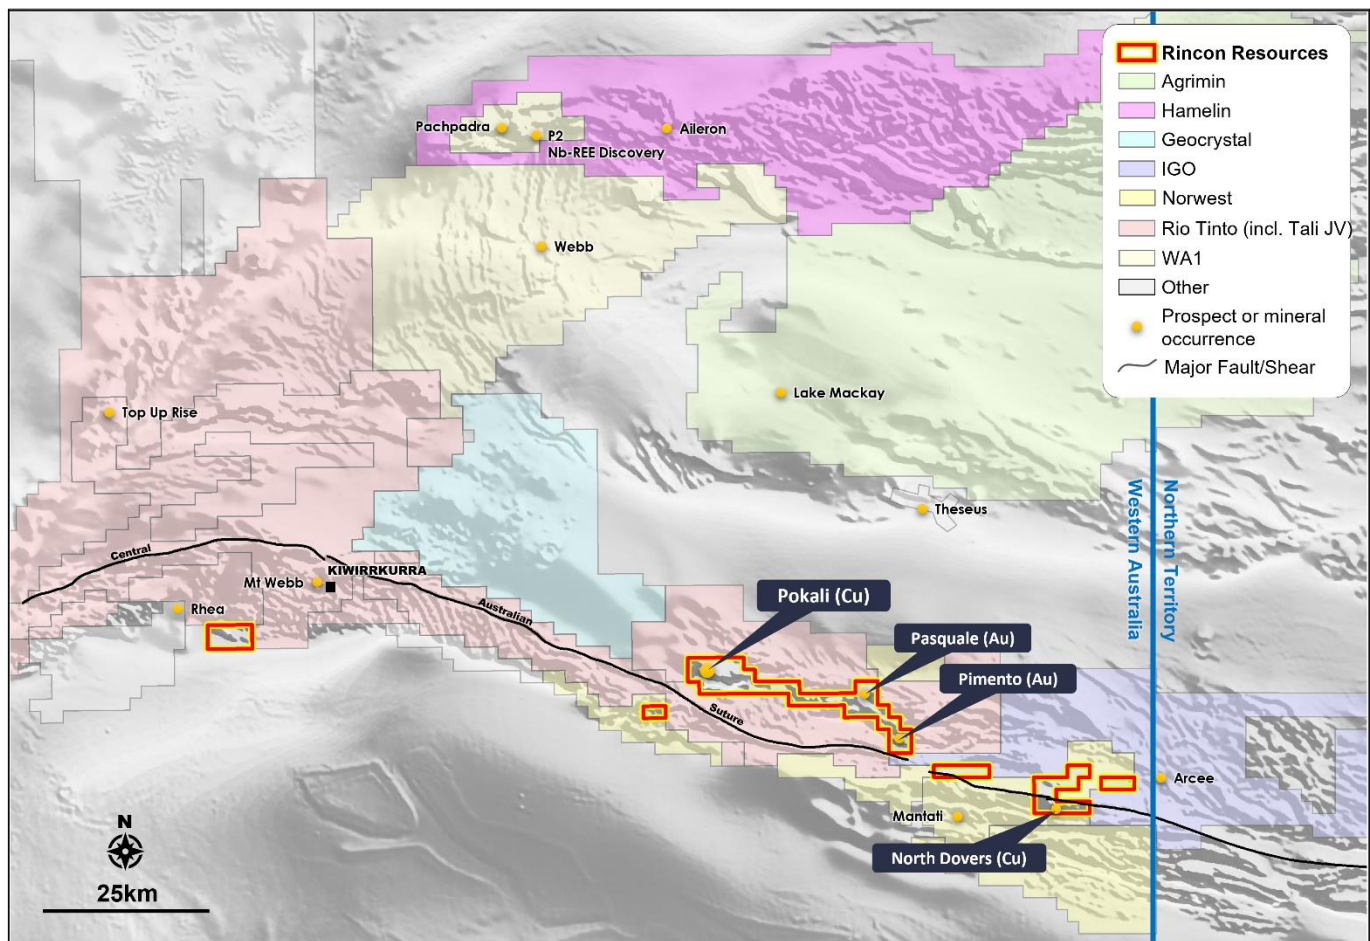 Rincon Resources
Agrimin
Hamelin
Geocrystal
IGO
Norwest
Rio Tinto (incl. Tali JV)
WA1
Other
Prospect or mineral
occurrence
Major Fault/Shear
Pachpadra
P2
Nb-REE Discovery
Aileron
Webb
Lake Mackay
Top Up Rise
Theseus
Western Australia
Northern Territory
Central
Mt Webb
KIWIRRKURRA
Rhea
Australian
Pokali (Cu)
Pasquale (Au)
Pimento (Au)
Suture
Arcee
Mantati
North Dovers (Cu)
N
25km